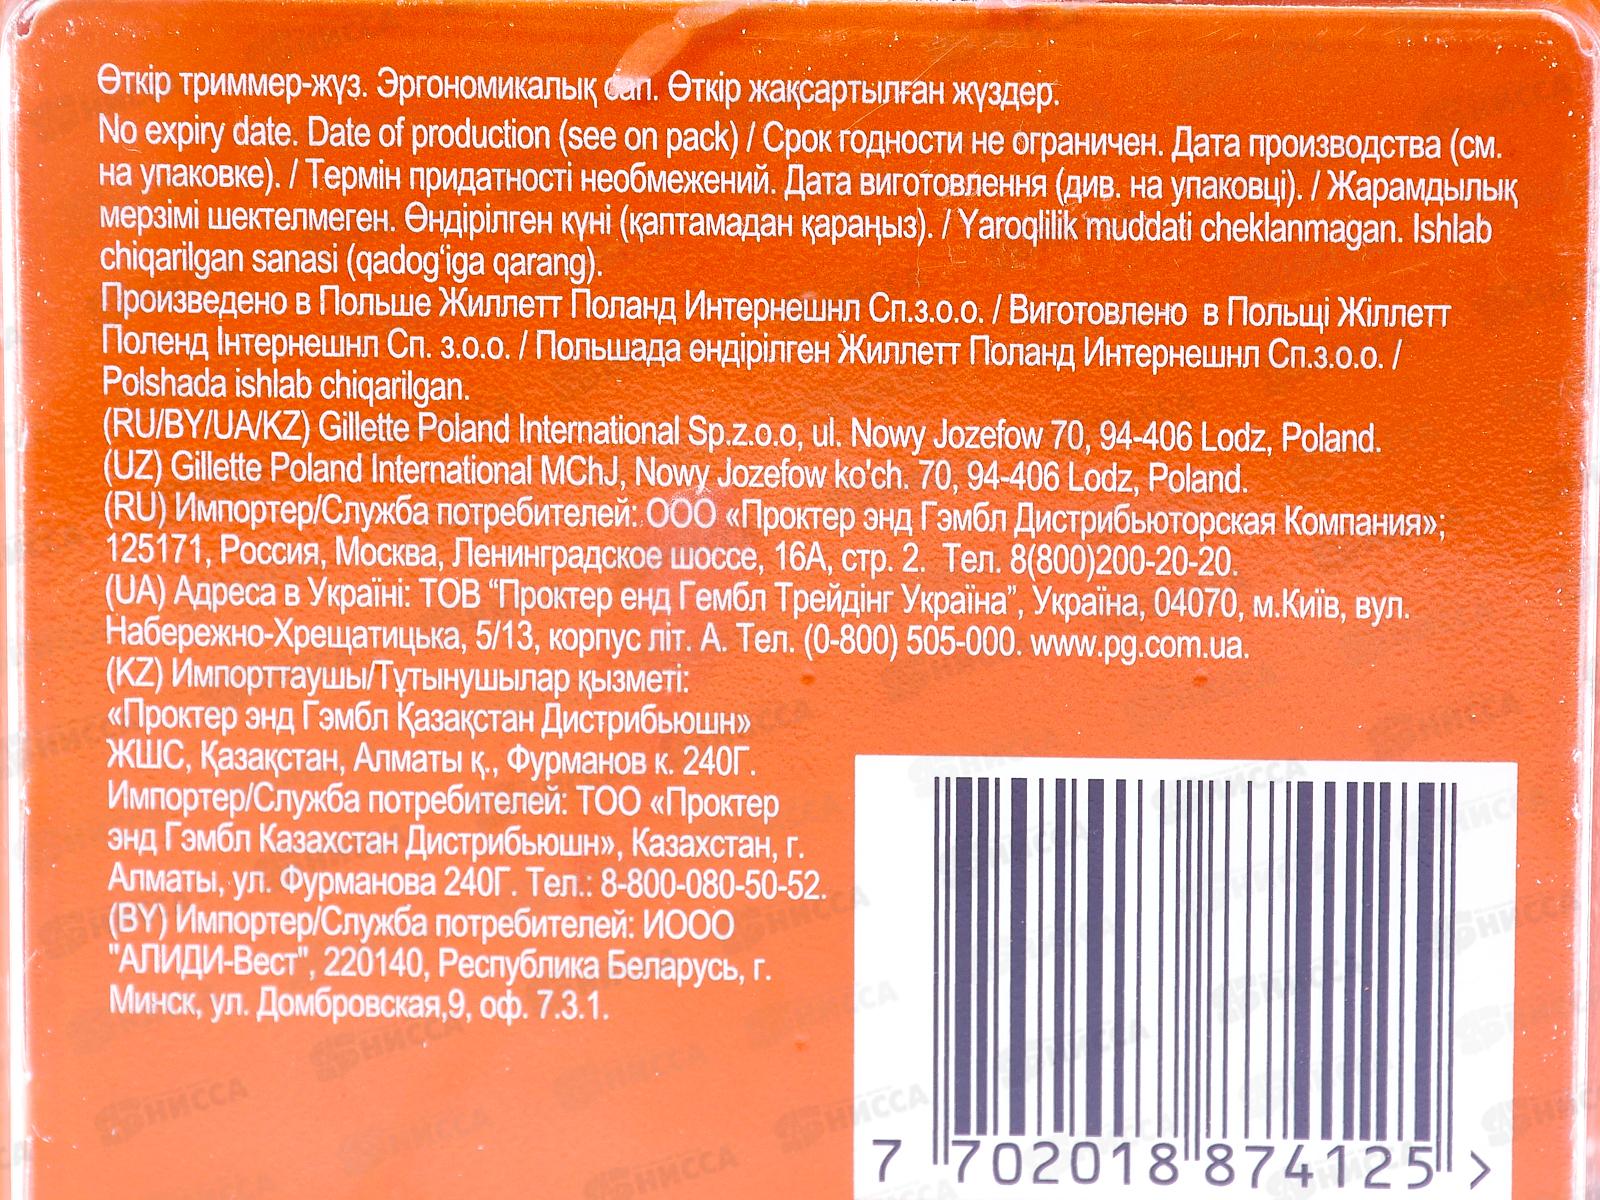 Өткір триммер-жүз. Эргономикалық сап. Өткір жақсартылған жүздер.
No expiry date. Date of production (see on pack) / Срок годности не ограничен. Дата производства (см.
на упаковке). / Термін придатності необмежений. Дата виготовлення (див. на упаковці). / Жарамдылық
мерзімі шектелмеген. Өндірілген күні (қаптамадан қараңыз). / Yaroqlilik muddati cheklanmagan. Ishlab
chiqarilgan sanasi (qadog‘iga qarang).
Произведено в Польше Жиллетт Поланд Интернешнл Сп.з.о.о. / Виготовлено в Польщі Жіллетт
Поленд Інтернешнл Сп. з.о.о. / Польшада өндірілген Жиллетт Поланд Интернешнл Сп.з.о.о. /
Polshada ishlab chiqarilgan.
(RU/BY/UA/KZ) Gillette Poland International Sp.z.o.o, ul. Nowy Jozefow 70, 94-406 Lodz, Poland.
(UZ) Gillette Poland International MChJ, Nowy Jozefow ko'ch. 70, 94-406 Lodz, Poland.
(RU) Импортер/Служба потребителей: ООО «Проктер энд Гэмбл Дистрибьюторская Компания»;
125171, Россия, Москва, Ленинградское шоссе, 16А, стр. 2. Тел. 8(800)200-20-20.
(UA) Адреса в Україні: ТОВ “Проктер енд Гембл Трейдінг Україна”, Україна, 04070, м.Київ, вул.
Набережно-Хрещатицька, 5/13, корпус літ. А. Тел. (0-800) 505-000. www.pg.com.ua.
(KZ) Импорттаушы/Тұтынушылар қызметі:
«Проктер энд Гэмбл Қазақстан Дистрибьюшн»
ЖШС, Қазақстан, Алматы қ., Фурманов к. 240Г.
Импортер/Служба потребителей: ТОО «Проктер
энд Гэмбл Казахстан Дистрибьюшн», Казахстан, г.
Алматы, ул. Фурманова 240Г. Тел.: 8-800-080-50-52.
(BY) Импортер/Служба потребителей: ИООО
"АЛИДИ-Вест", 220140, Республика Беларусь, г.
Минск, ул. Домбровская,9, оф. 7.3.1.
7 702018 874125 >
НИССА